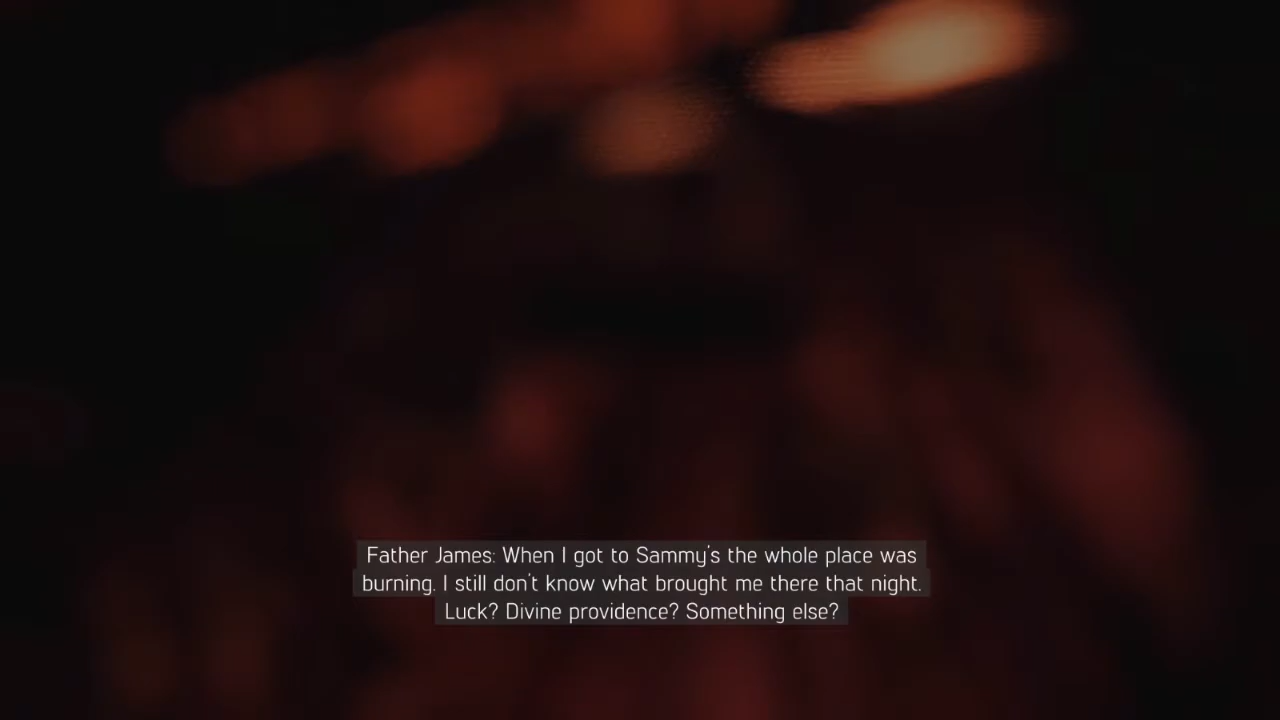 Father James: When I got to Sammy's the whole place was
burning. I still don't know what brought me there that night.
Luck? Divine providence? Something else?